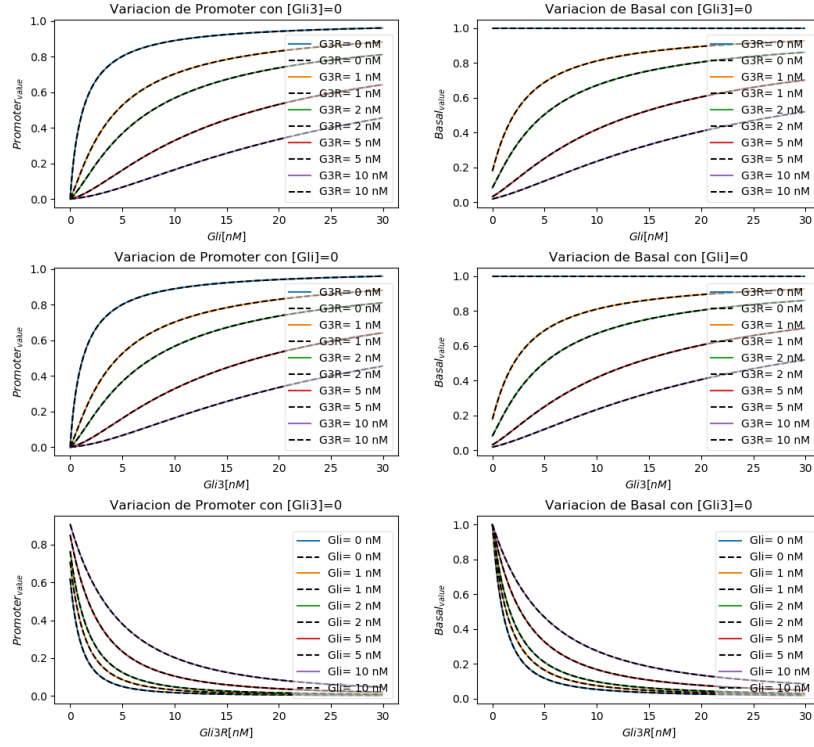 Variacion de Promoter con [Gli3]=0
1.0
0.8
0.6
0.4
0.2
0.0
Promoter_value
0 5 10 15 20 25 30
Gli[nM]
G3R= 0 nM
G3R= 0 nM
G3R= 1 nM
G3R= 1 nM
G3R= 2 nM
G3R= 2 nM
G3R= 5 nM
G3R= 5 nM
G3R= 10 nM
G3R= 10 nM
Variacion de Basal con [Gli3]=0
1.0
0.8
0.6
0.4
0.2
0.0
Basal_value
0 5 10 15 20 25 30
Gli[nM]
G3R= 0 nM
G3R= 0 nM
G3R= 1 nM
G3R= 1 nM
G3R= 2 nM
G3R= 2 nM
G3R= 5 nM
G3R= 5 nM
G3R= 10 nM
G3R= 10 nM
Variacion de Promoter con [Gli]=0
1.0
0.8
0.6
0.4
0.2
0.0
Promoter_value
0 5 10 15 20 25 30
Gli3[nM]
G3R= 0 nM
G3R= 0 nM
G3R= 1 nM
G3R= 1 nM
G3R= 2 nM
G3R= 2 nM
G3R= 5 nM
G3R= 5 nM
G3R= 10 nM
G3R= 10 nM
Variacion de Basal con [Gli]=0
1.0
0.8
0.6
0.4
0.2
0.0
Basal_value
0 5 10 15 20 25 30
Gli3[nM]
G3R= 0 nM
G3R= 0 nM
G3R= 1 nM
G3R= 1 nM
G3R= 2 nM
G3R= 2 nM
G3R= 5 nM
G3R= 5 nM
G3R= 10 nM
G3R= 10 nM
Variacion de Promoter con [Gli3]=0
0.8
0.6
0.4
0.2
0.0
Promoter_value
0 5 10 15 20 25 30
Gli3R[nM]
Gli= 0 nM
Gli= 0 nM
Gli= 1 nM
Gli= 1 nM
Gli= 2 nM
Gli= 2 nM
Gli= 5 nM
Gli= 5 nM
Gli= 10 nM
Gli= 10 nM
Variacion de Basal con [Gli3]=0
1.0
0.8
0.6
0.4
0.2
0.0
Basal_value
0 5 10 15 20 25 30
Gli3R[nM]
Gli= 0 nM
Gli= 0 nM
Gli= 1 nM
Gli= 1 nM
Gli= 2 nM
Gli= 2 nM
Gli= 5 nM
Gli= 5 nM
Gli= 10 nM
Gli= 10 nM